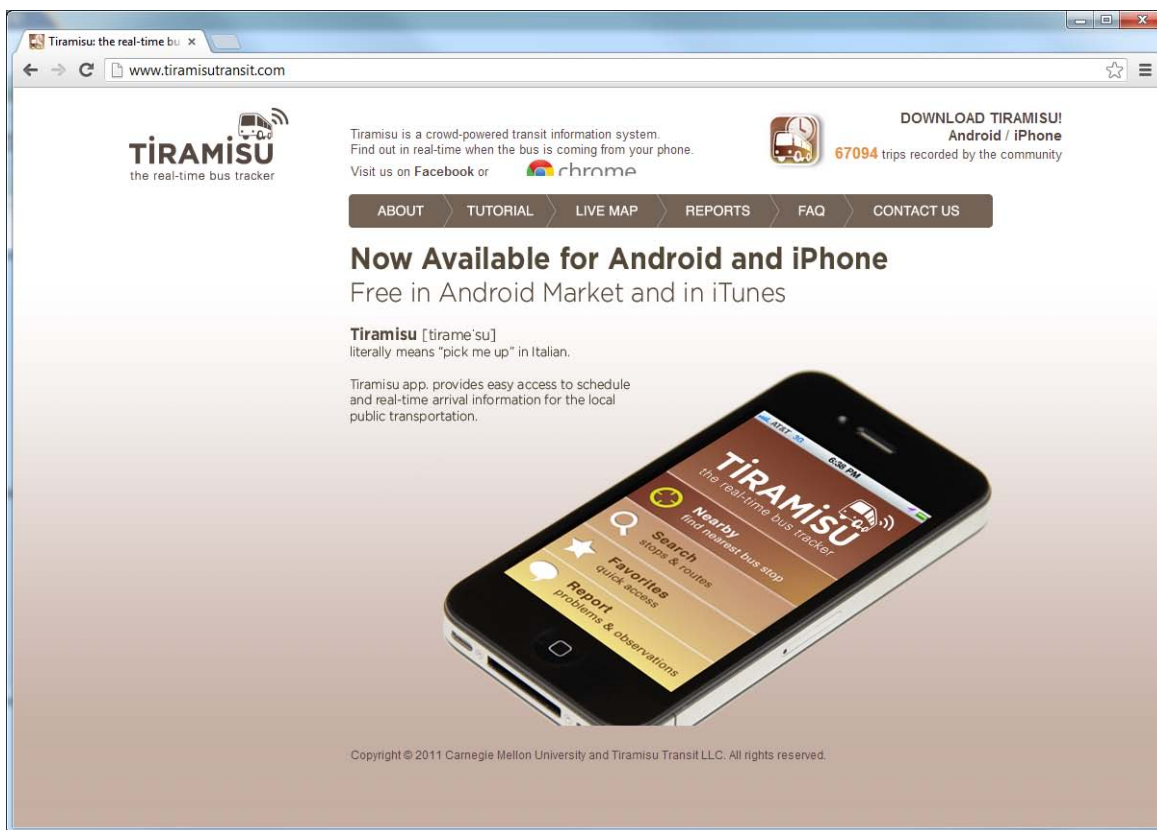 Tiramisu: the real-time bu
www.tiramisutransit.com
TIRAMISU
the real-time bus tracker
Tiramisu is a crowd-powered transit information system.
Find out in real-time when the bus is coming from your phone.
Visit us on Facebook or chrome
DOWNLOAD TIRAMISU!
Android / iPhone
67094 trips recorded by the community
ABOUT TUTORIAL LIVE MAP REPORTS FAQ CONTACT US
Now Available for Android and iPhone
Free in Android Market and in iTunes
Tiramisu [tirame'su]
literally means "pick me up" in Italian.
Tiramisu app. provides easy access to schedule
and real-time arrival information for the local
public transportation.
AT&T 3G 6:38 PM
TIRAMISU
the real-time bus tracker
Nearby
find nearest bus stop
Search
stops & routes
Favorites
quick access
Report
problems & observations
Copyright © 2011 Carnegie Mellon University and Tiramisu Transit LLC. All rights reserved.